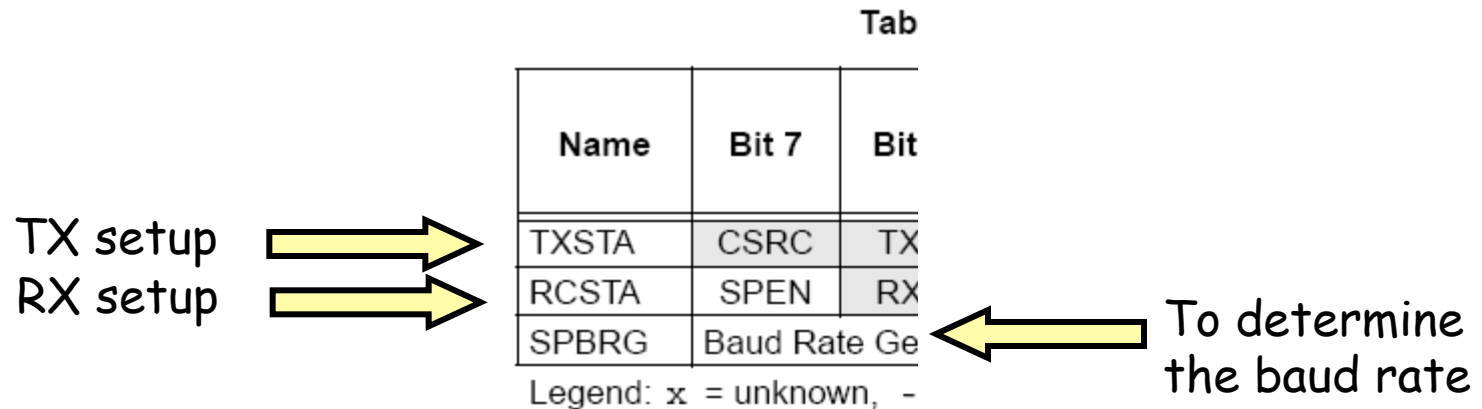 Tab
Name Bit 7 Bit
TX setup
TXSTA CSRC TX
RX setup
RCSTA SPEN RX
SPBRG Baud Rate Ge
To determine
the baud rate
Legend: x = unknown, -